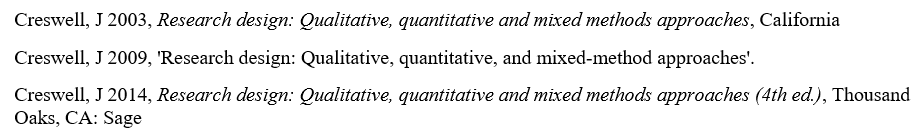 Creswell, J 2003, Research design: Qualitative, quantitative and mixed methods approaches, California
Creswell, J 2009, 'Research design: Qualitative, quantitative, and mixed-method approaches'.
Creswell, J 2014, Research design: Qualitative, quantitative and mixed methods approaches (4th ed.), Thousand
Oaks, CA: Sage